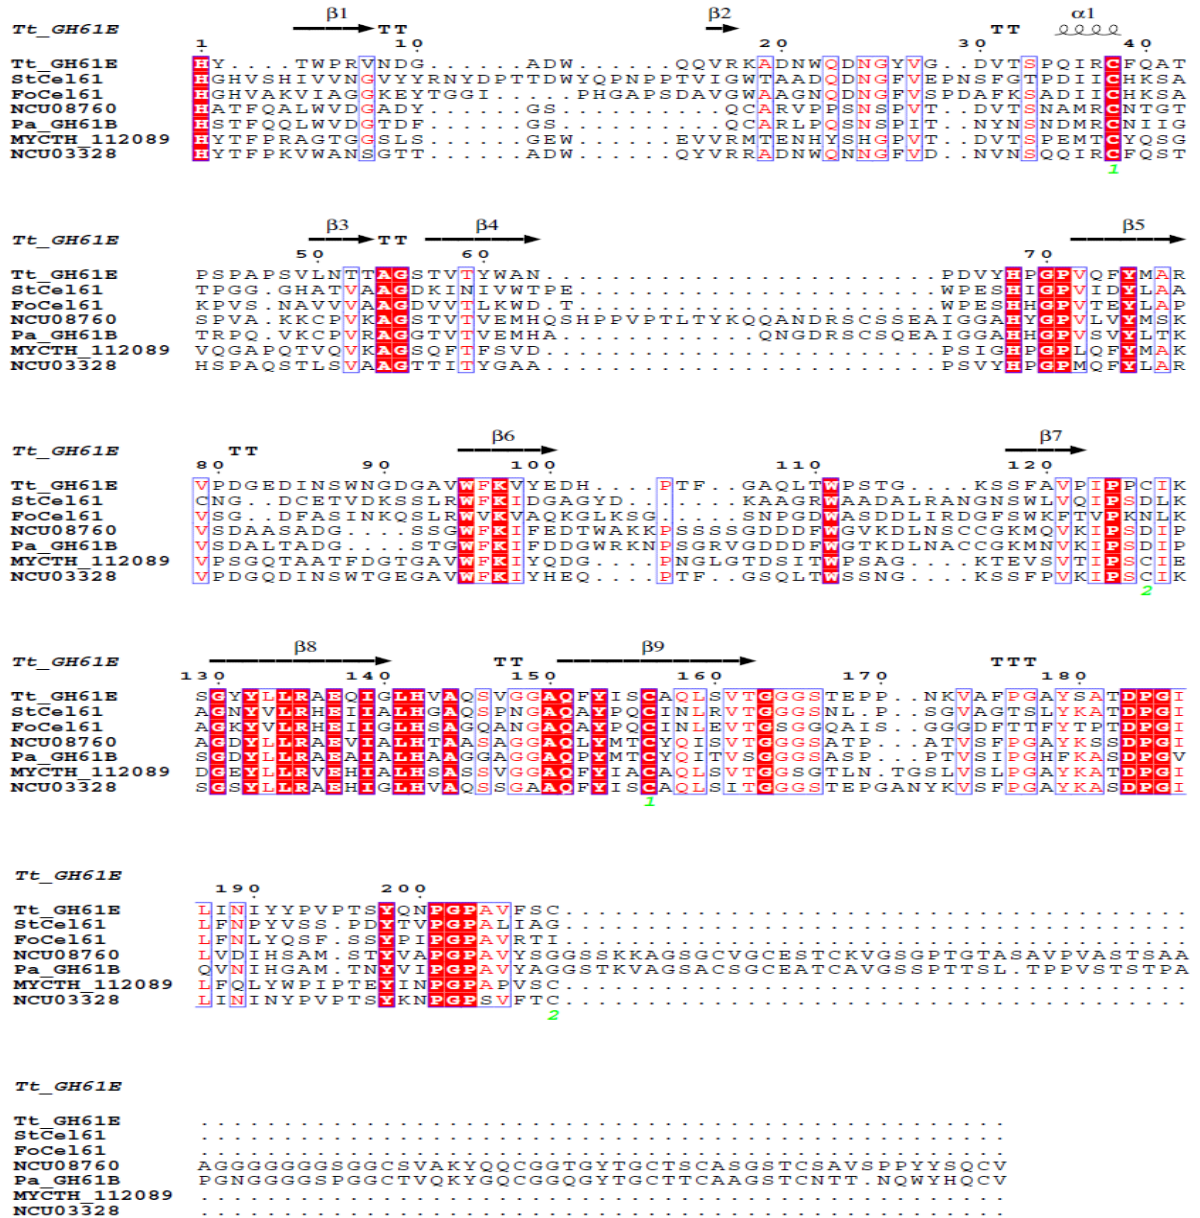 β1 β2 α1
Tt_GH61E TT TT
1 10 20 30 40
Tt_GH61E HY....TWPRVNDG......ADW.......QQVRKADNWQDNGYVG..DVTSPQIRCFQAT
StCel61 HGHVSHIVVNGVYYRNYDPTTDWYQPNPPTVIGWTAADQDNGFVEPNSFGTPDIICHKSA
FoCel61 HGHVAKVIAGGKEYTGGI.....PHGAPSDAVGWAAGNQDNGFVSPDAFKSADIICHKSA
NCU08760 HATFQALWVDGADY.....GS.........QCARVPPSNSPVT..DVTSNAMRCNTGT
Pa_GH61B HSTFQQLWVDGTDF.....GS.........QCARLPQSNSPIT..NYNSNDMRCNIIG
MYCTH_112089 HYTFPRAGTGGSLS.....GEW.......EVVRMTENHYSHGPVT..DVTSPEMTCYQSG
NCU03328 HYTFPKVWANSGTT.....ADW.......QYVRRADNWQNNGFVD..NVNSQQIRCFQST
1
β3 β4 β5
Tt_GH61E TT
50 60 70
Tt_GH61E PSPAPSVLNTTAGSTVTYWAN........................PDVYHPGPVQFYMAR
StCel61 TPGG.GHATVAAGDKINIVWTPE.......................WPESHIGPVIDYLAA
FoCel61 KPVS.NAVVVAAGDVVTLKWD.T.......................WPESHHGPVTEYLAP
NCU08760 SPVA.KKCPVKAGSTVTVEMHQSHPPVPTLTYKQQANDRSCSSEAIGGAHYGPVLVYMSK
Pa_GH61B TRPQ.VKCPVRAGGTVTVEMHA.............QNGDRSCSQEAIGGAHHGPVSVYLTK
MYCTH_112089 VQGAPQTVQVKAGSQFTFSVD........................PSIGHPGPLQFYMAK
NCU03328 HSPAQSTLSVAAGTTITYGAA........................PSVYHPGPMQFYLAR
β6 β7
Tt_GH61E TT
80 90 100 110 120
Tt_GH61E VPDGEDINSWNGDGAVWFKVYEDH....PTF..GAQLTWPSTG....KSSFAVPIPPCIK
StCel61 CNG..DCETVDKSSLRWFKIDGAGYD.......KAAGRWAADALRANGNSWLVQIPSDLK
FoCel61 VSG..DFASINKQSLRWVKVAQKGLKSG.....SNPGDWASDDLIRDGFSWKFTVPKNLK
NCU08760 VSDAASADG....SSGWFKIFEDTWAKKPSSSSGDDDFWGVKDLNSCCGKMQVKIPSDIP
Pa_GH61B VSDALTADG....STGWFKIFDDGWRKNPSGRVGDDDFWGTKDLNACCGKMNVKIPSDIP
MYCTH_112089 VPSGQTAATFDGTGAVWFKIYQDG....PNGLGTDSITWPSAG....KTEVSVTIPSCIE
NCU03328 VPDGQDINSWTGEGAVWFKIYHEQ....PTF..GSQLTWSSNG....KSSFPVKIPSCIK
2
β8 β9
Tt_GH61E TT TTT
130 140 150 160 170 180
Tt_GH61E SGYYLLRAEQIGLHVAQSVGGAQFYISCAQLSVTGGGSTEPP..NKVAFPGAYSATDPGI
StCel61 AGNYVLRHEIIALHGAQSPNGAQAYPQCINLRVTGGGSNL.P..SGVAGTSLYKATDPGI
FoCel61 AGKYVLRHEIIGLHSAGQANGAQAYPQCINLEVTGSGGQAIS..GGGDFTTFYTPTDPGI
NCU08760 AGDYLLRAEVIALHTAASAGGAQLYMTCYQISVTGGGSATP...ATVSFPGAYKSSDPGI
Pa_GH61B SGDYLLRAEAIALHAAGGAGGAQPYMTCYQITVSGGGSASP...PTVSIPGHFKASDPGV
MYCTH_112089 DGEYLLRVEHIALHSASSVGGAQFYIACAQLSVTGGSGTLN.TGSLVSLPGAYKATDPGI
NCU03328 SGSYLLRAEHIGLHVAQSSGAAQFYISCAQLSITGGGSTEPGANYKVSFPGAYKASDPGI
1
Tt_GH61E
190 200
Tt_GH61E LINIYYPVPTSYQNPGPAVFSC......................................
StCel61 LFNPYVSS.PDYTVPGPALIAG......................................
FoCel61 LFNLYQSF.SSYPIPGPAVRTI......................................
NCU08760 LVDIHSAM.STYVAPGPAVYSGGSSKKAGSGCVGCESTCKVGSGPTGTASAVPVASTSAA
Pa_GH61B QVNIHGAM.TNYVIPGPAVYAGGSTKVAGSACSGCEATCAVGSSPTTSL.TPPVSTSTPA
MYCTH_112089 LFQLYWPIPTEYINPGPAPVSC......................................
NCU03328 LININYPVPTSYKNPGPSVFTC......................................
2
Tt_GH61E
Tt_GH61E .................................................
StCel61 .................................................
FoCel61 .................................................
NCU08760 AGGGGGGGSGGCSVAKYQQCGGTGYTGCTSCASGSTCSAVSPPYYSQCV
Pa_GH61B PGNGGGGSPGGCTVQKYGQCGGQGYTGCTTCAAGSTCNTT.NQWYHQCV
MYCTH_112089 .................................................
NCU03328 .................................................